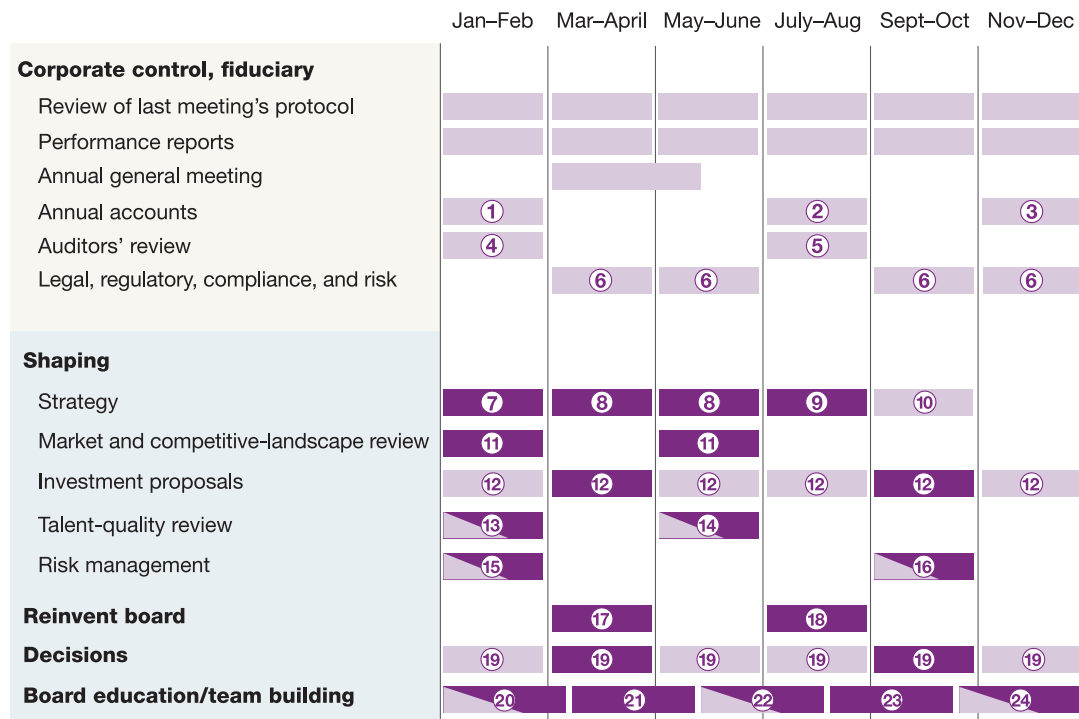 Jan–Feb Mar–April May–June July–Aug Sept–Oct Nov–Dec
Corporate control, fiduciary
Review of last meeting’s protocol
Performance reports
Annual general meeting
Annual accounts 1 2 3
Auditors’ review 4 5
Legal, regulatory, compliance, and risk 6 6 6 6
Shaping
Strategy 7 8 8 9 10
Market and competitive-landscape review 11 11
Investment proposals 12 12 12 12 12 12
Talent-quality review 13 14
Risk management 15 16
Reinvent board 17 18
Decisions 19 19 19 19 19 19
Board education/team building 20 21 22 23 24